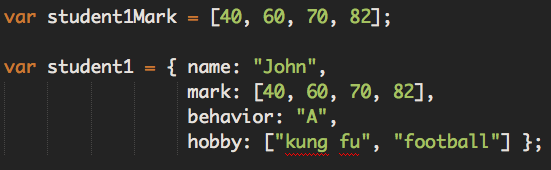 var student1Mark = [40, 60, 70, 82];
var student1 = { name: "John",
mark: [40, 60, 70, 82],
behavior: "A",
hobby: ["kung fu", "football"] };